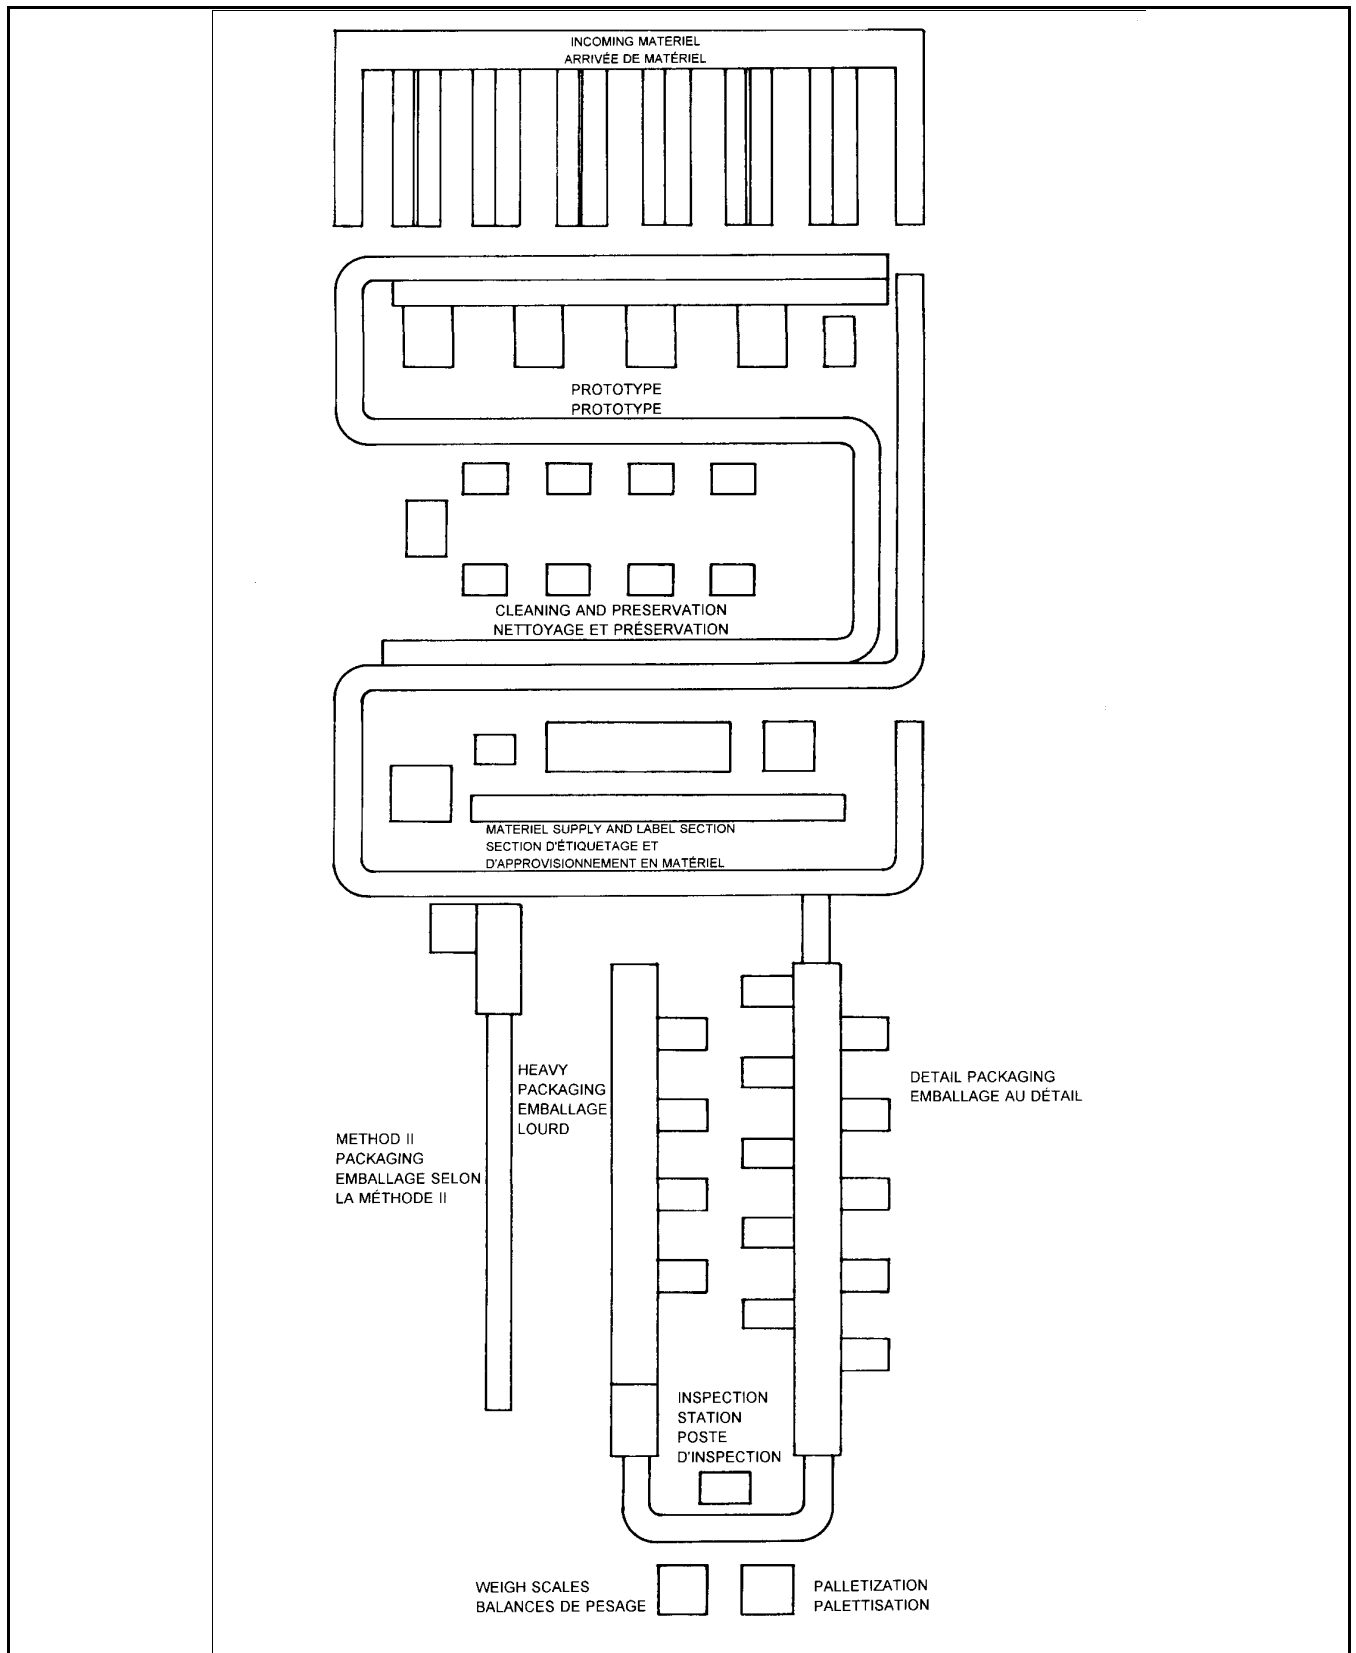 INCOMING MATERIEL
ARRIVÉE DE MATÉRIEL
PROTOTYPE
PROTOTYPE
CLEANING AND PRESERVATION
NETTOYAGE ET PRÉSERVATION
MATERIEL SUPPLY AND LABEL SECTION
SECTION D'ÉTIQUETAGE ET
D'APPROVISIONNEMENT EN MATÉRIEL
HEAVY
PACKAGING
EMBALLAGE
LOURD
DETAIL PACKAGING
EMBALLAGE AU DÉTAIL
METHOD II
PACKAGING
EMBALLAGE SELON
LA MÉTHODE II
INSPECTION
STATION
POSTE
D'INSPECTION
WEIGH SCALES
BALANCES DE PESAGE
PALLETIZATION
PALETTISATION